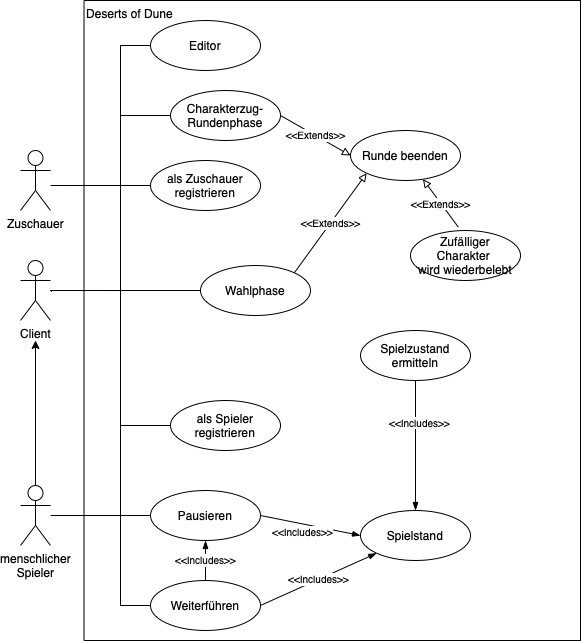 Deserts of Dune
Editor
Charakterzug-
Rundenphase
<<Extends>>
Runde beenden
als Zuschauer
registrieren
Zuschauer
<<Extends>>
<<Extends>>
Zufälliger
Charakter
wird wiederbelebt
Wahlphase
Client
Spielzustand
ermitteln
<<Includes>>
als Spieler
registrieren
Pausieren
<<Includes>>
Spielstand
menschlicher
Spieler
<<Includes>>
<<Includes>>
Weiterführen